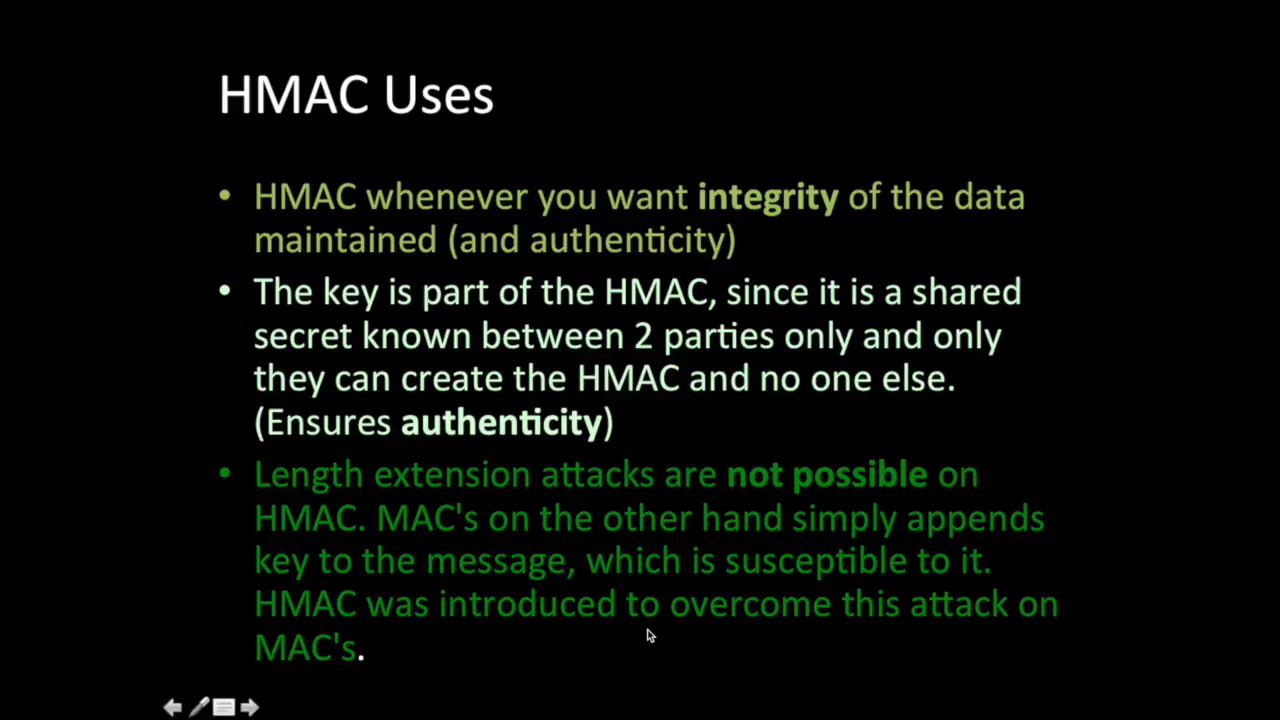 HMAC Uses
• HMAC whenever you want integrity of the data
maintained (and authenticity)
• The key is part of the HMAC, since it is a shared
secret known between 2 parties only and only
they can create the HMAC and no one else.
(Ensures authenticity)
• Length extension attacks are not possible on
HMAC. MAC's on the other hand simply appends
key to the message, which is susceptible to it.
HMAC was introduced to overcome this attack on
MAC's.